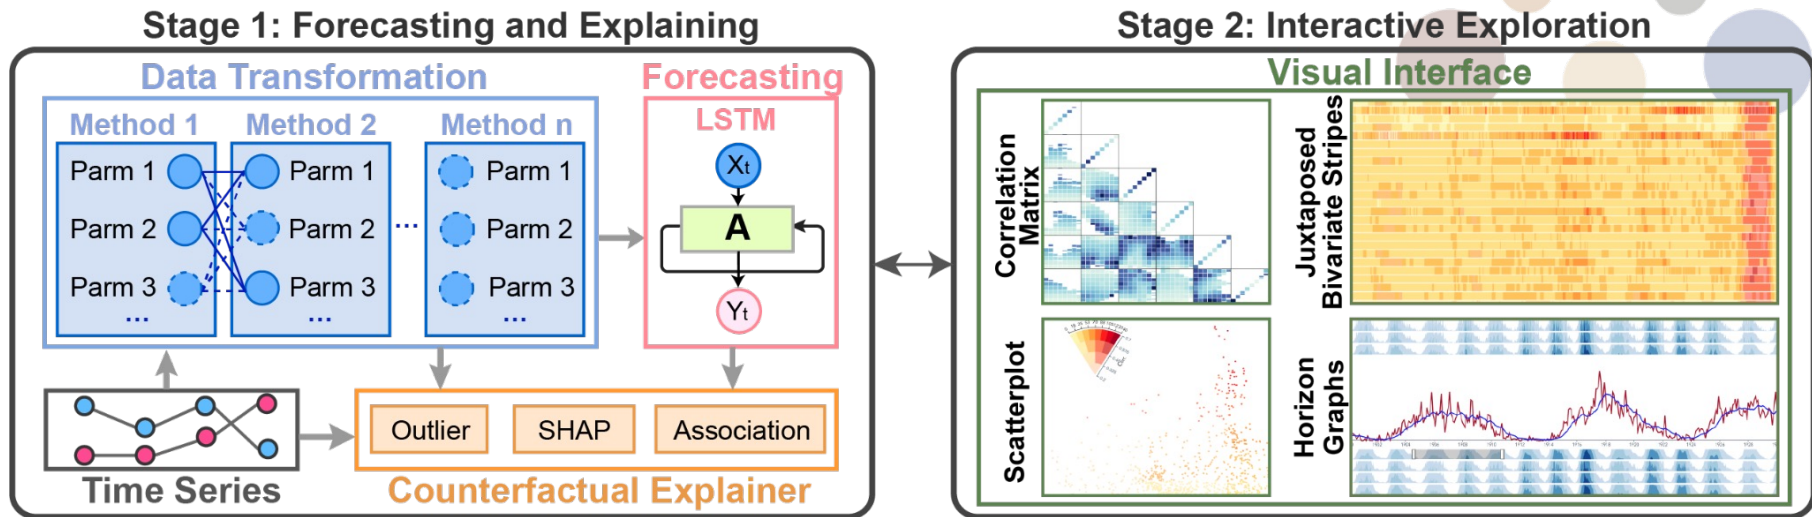 Stage 1: Forecasting and Explaining
Data Transformation
Forecasting
Method 1
Method 2
Method n
LSTM
Parm 1
Parm 1
Parm 1
Parm 2
Parm 2
Parm 2
Parm 3
Parm 3
Parm 3
...
...
...
...
Xt
A
Yt
Outlier
SHAP
Association
Time Series
Counterfactual Explainer
Stage 2: Interactive Exploration
Visual Interface
Correlation
Matrix
Juxtaposed
Bivariate Stripes
Scatterplot
Horizon
Graphs